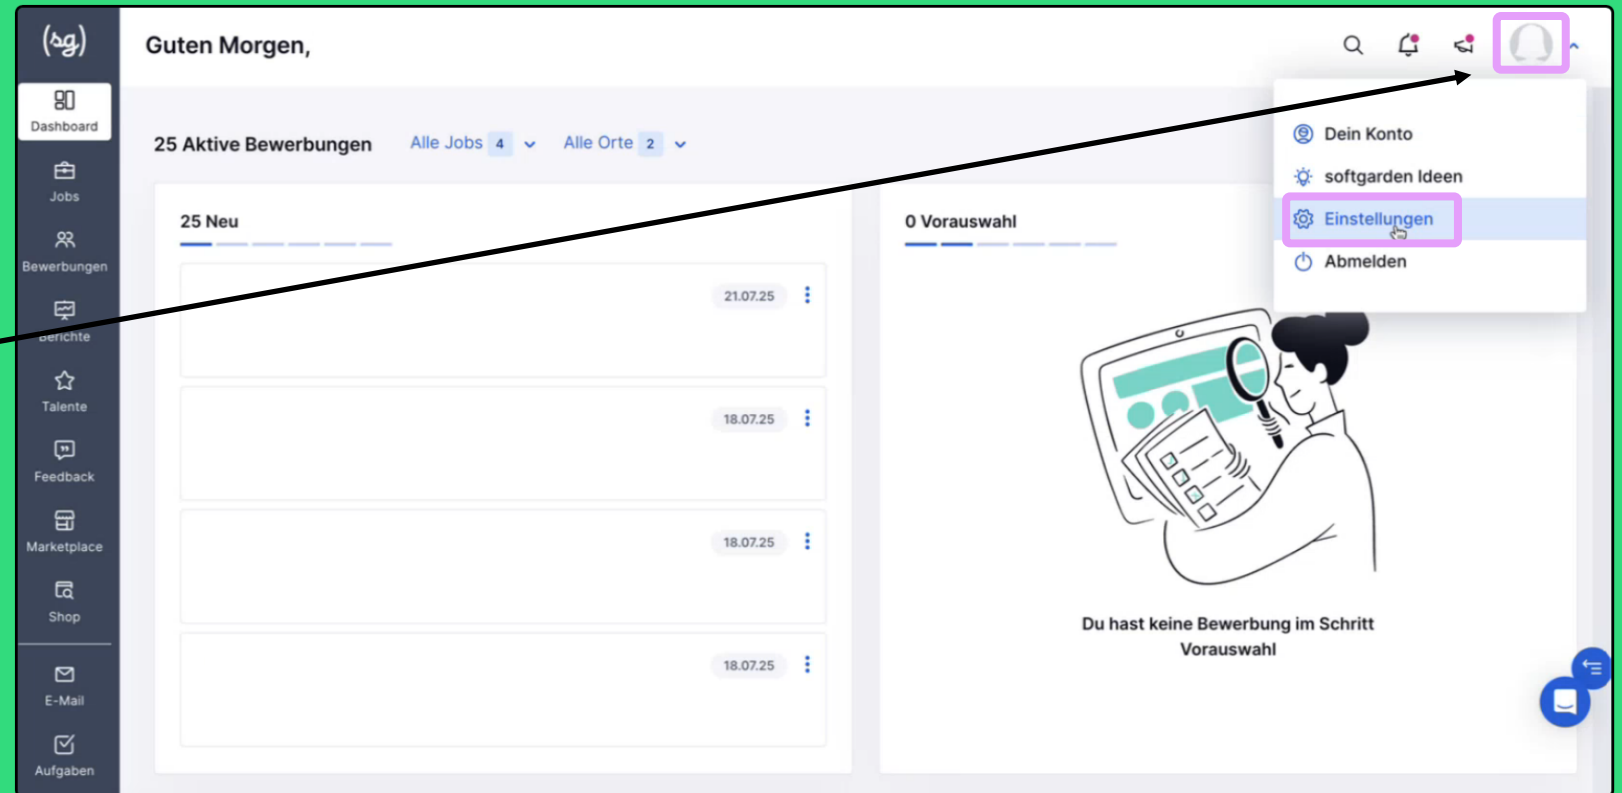 (sg)
Guten Morgen,
Dashboard
Jobs
Bewerbungen
Berichte
Talente
Feedback
Marketplace
Shop
E-Mail
Aufgaben
25 Aktive Bewerbungen
Alle Jobs 4
Alle Orte 2
25 Neu
21.07.25
18.07.25
18.07.25
18.07.25
0 Vorauswahl
Du hast keine Bewerbung im Schritt
Vorauswahl
Dein Konto
softgarden Ideen
Einstellungen
Abmelden